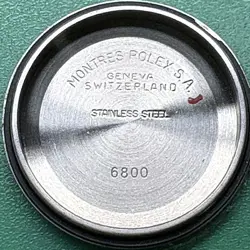 MONTRES ROLEX S.A.
GENEVA
SWITZERLAND
STAINLESS STEEL
6800